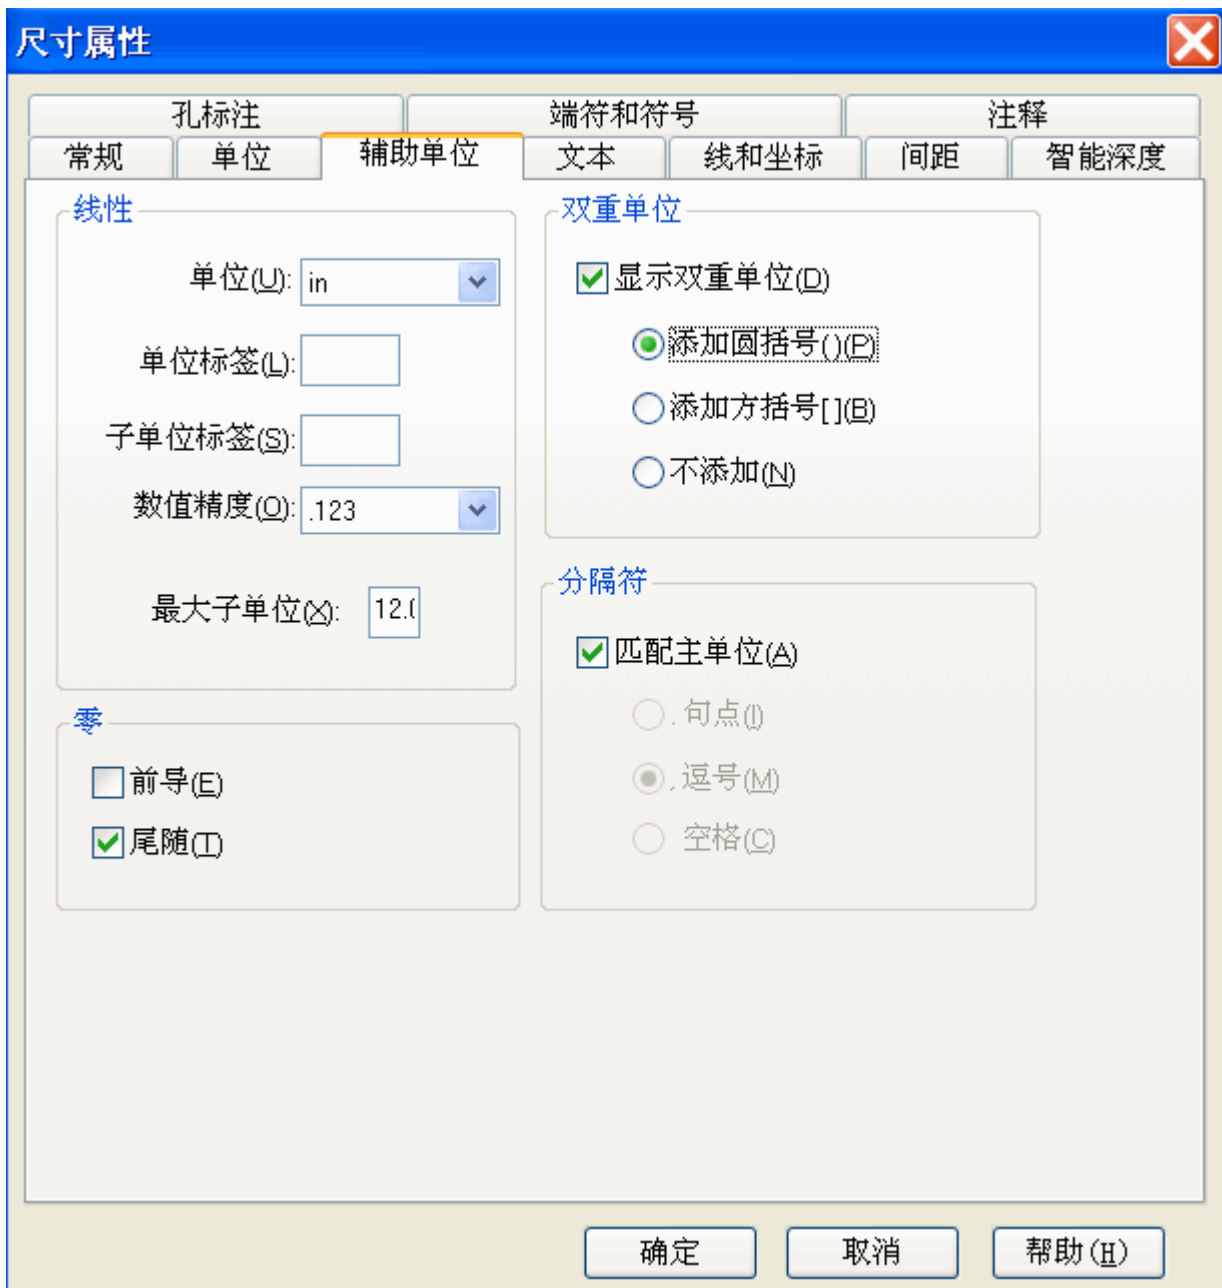 尺寸属性
孔标注 端符和符号 注释
常规 单位 辅助单位 文本 线和坐标 间距 智能深度
线性
单位(U): in
单位标签(L):
子单位标签(S):
数值精度(O): .123
最大子单位(X): 12.(
零
前导(E)
尾随(T)
双重单位
显示双重单位(D)
添加圆括号()(P)
添加方括号[](B)
不添加(N)
分隔符
匹配主单位(A)
. 句点(I)
, 逗号(M)
空格(C)
确定 取消 帮助(H)